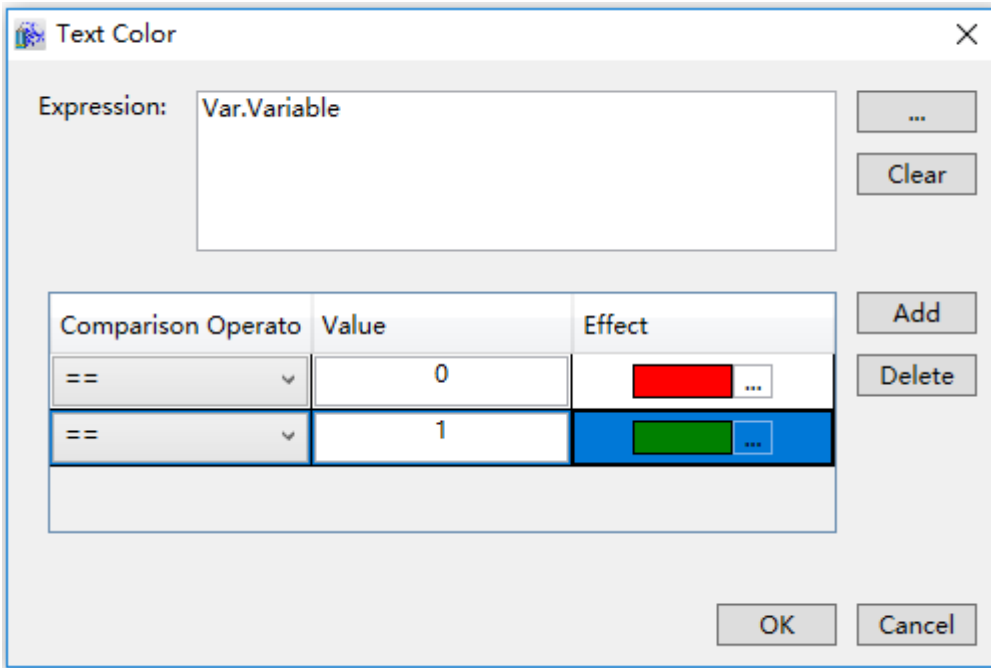 Text Color
Expression:
Var.Variable
...
Clear
Comparison Operato Value Effect
Add
== 0 ...
Delete
== 1 ...
OK Cancel